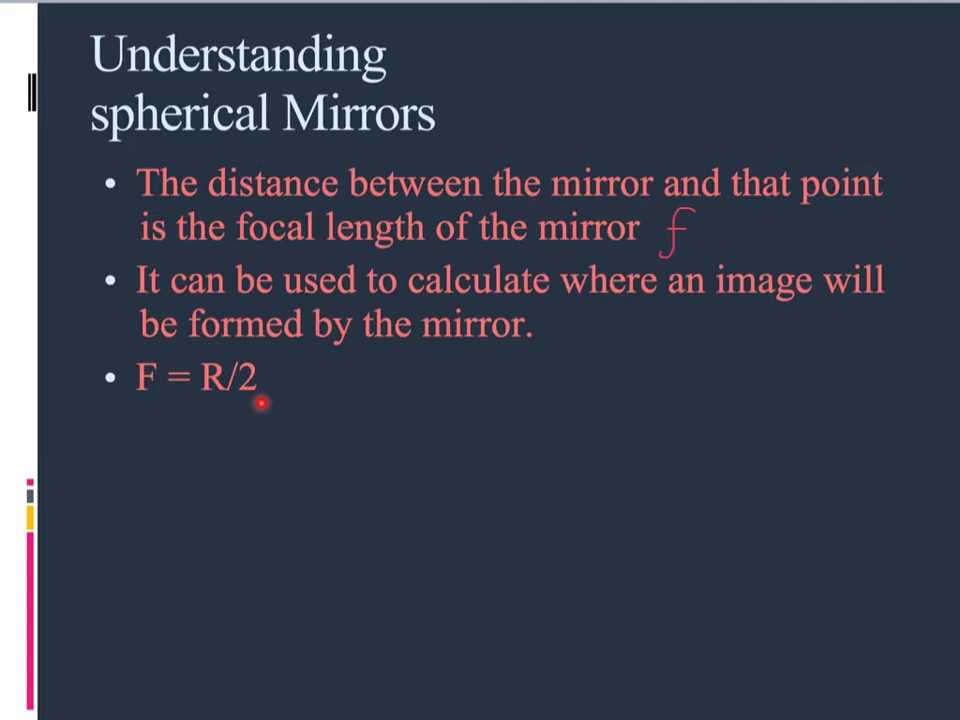 Understanding
spherical Mirrors
• The distance between the mirror and that point
is the focal length of the mirror f
• It can be used to calculate where an image will
be formed by the mirror.
• F = R/2